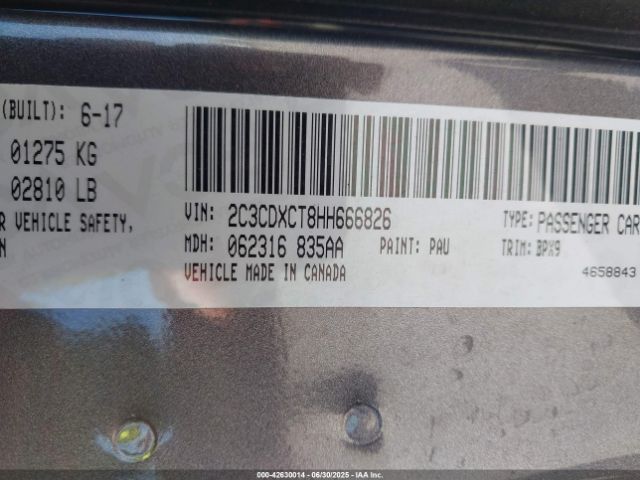 (BUILT): 6-17
01275 KG
02810 LB
R VEHICLE SAFETY,
N
VIN: 2C3CDXCT8HH666826 TYPE: PASSENGER CAR
MDH: 062316 835AA PAINT: PAU TRIM: BPX9
VEHICLE MADE IN CANADA 4658843
000-42630014 - 06/30/2025 - IAA Inc.